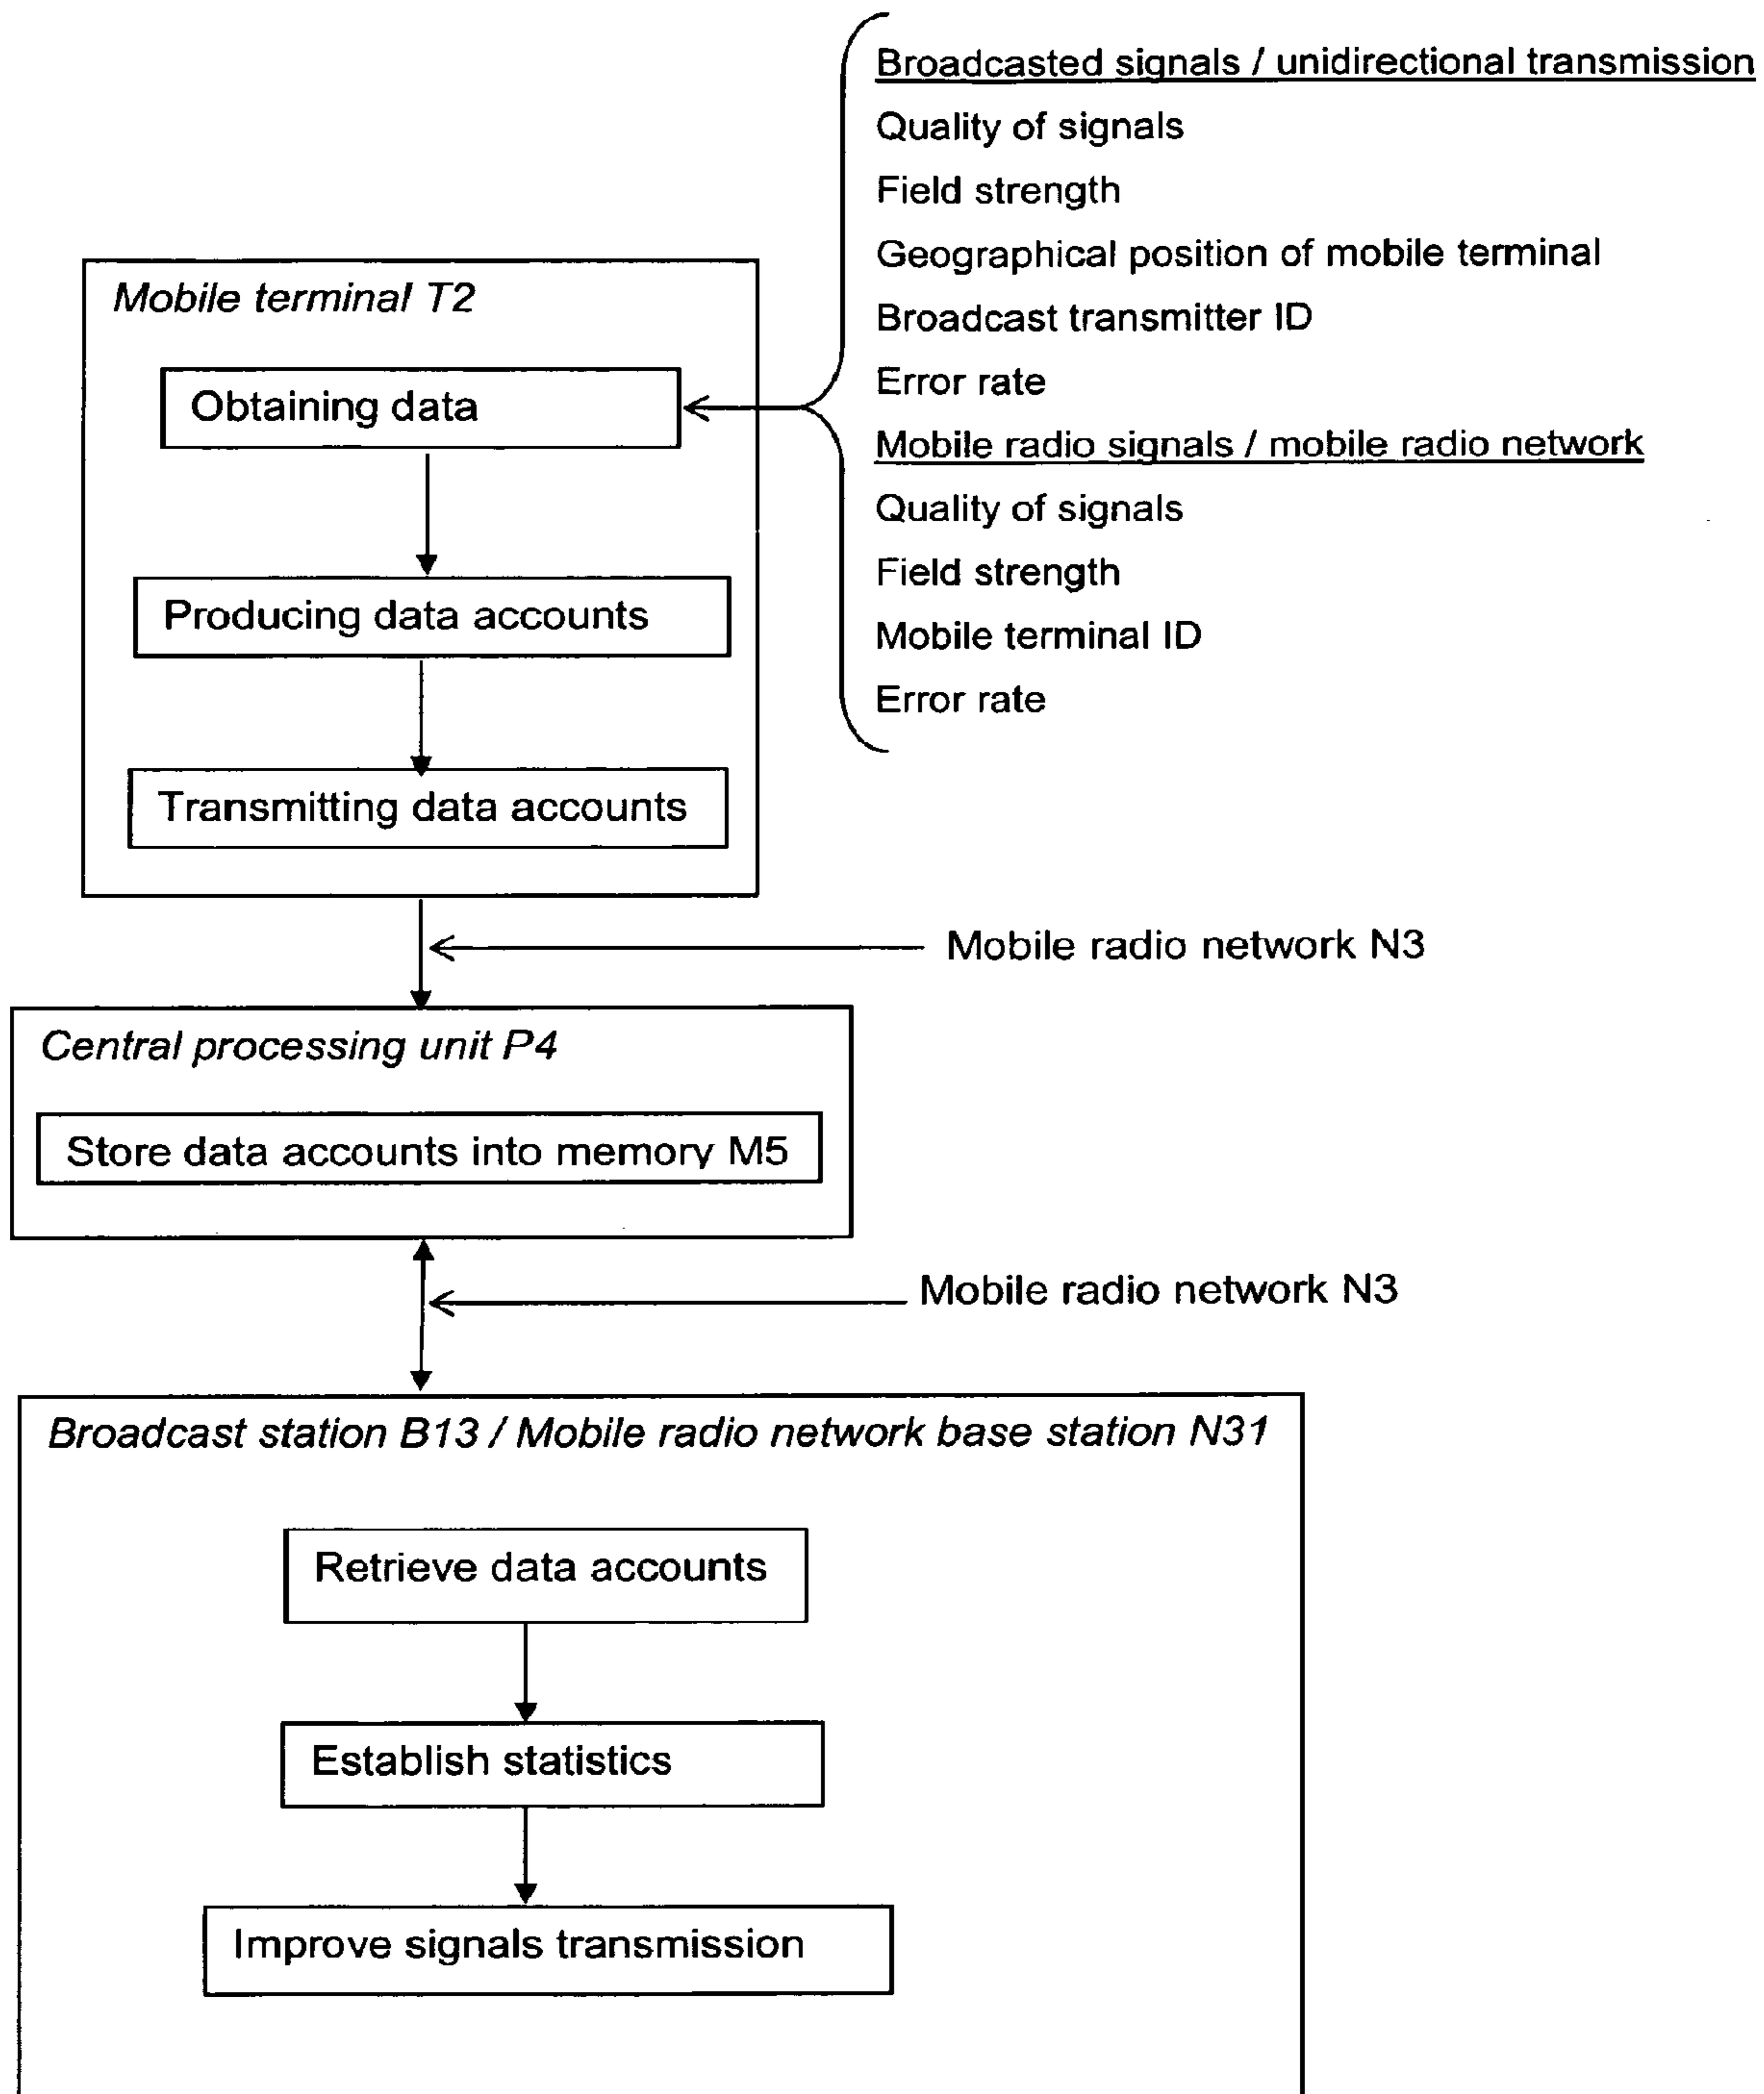 Broadcasted signals / unidirectional transmission
Quality of signals
Field strength
Geographical position of mobile terminal
Broadcast transmitter ID
Error rate
Mobile radio signals / mobile radio network
Quality of signals
Field strength
Mobile terminal ID
Error rate
Mobile terminal T2
Obtaining data
Producing data accounts
Transmitting data accounts
Mobile radio network N3
Central processing unit P4
Store data accounts into memory M5
Mobile radio network N3
Broadcast station B13 / Mobile radio network base station N31
Retrieve data accounts
Establish statistics
Improve signals transmission